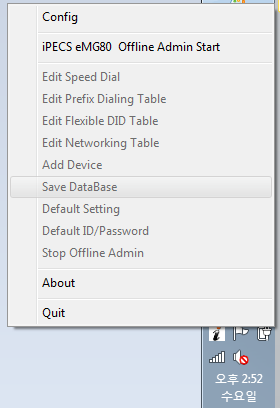 Config
iPECS eMG80  Offline Admin Start
Edit Speed Dial
Edit Prefix Dialing Table
Edit Flexible DID Table
Edit Networking Table
Add Device
Save DataBase
Default Setting
Default ID/Password
Stop Offline Admin
About
Quit
오후 2:52
수요일